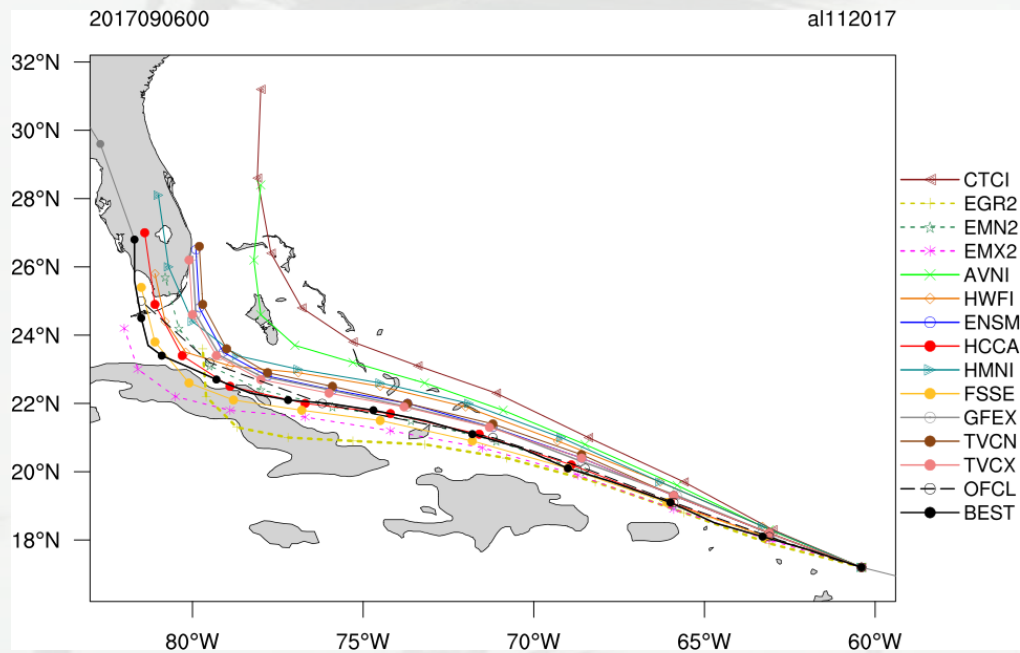 2017090600 al112017
32°N
30°N
28°N
26°N
24°N
22°N
20°N
18°N
80°W 75°W 70°W 65°W 60°W
CTCI
EGR2
EMN2
EMX2
AVNI
HWFI
ENSM
HCCA
HMNI
FSSE
GFEX
TVCN
TVCX
OFCL
BEST